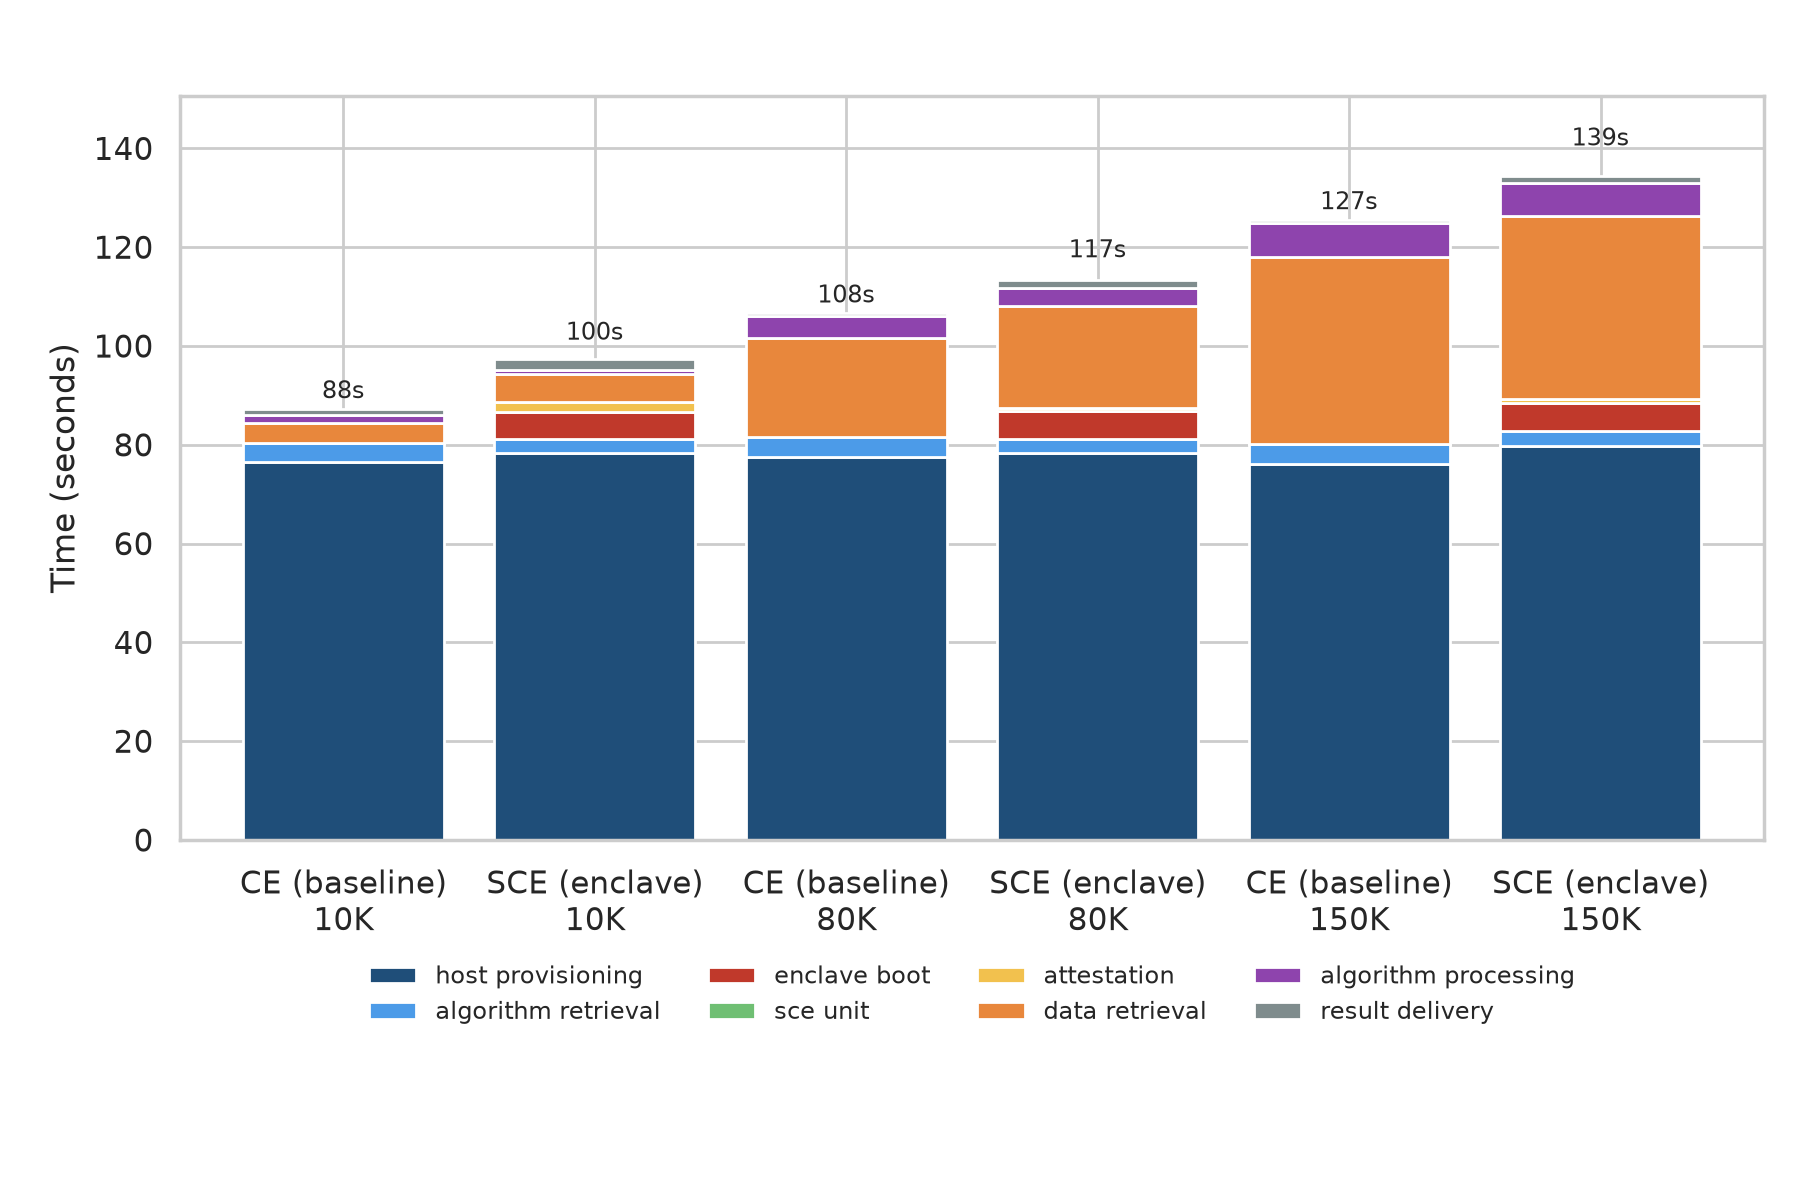 139s
140
127s
120
117s
108s
100
100s
88s
80
60
40
20
0
Time (seconds)
CE (baseline) SCE (enclave) CE (baseline) SCE (enclave) CE (baseline) SCE (enclave)
10K 10K 80K 80K 150K 150K
host provisioning enclave boot attestation algorithm processing
algorithm retrieval sce unit data retrieval result delivery